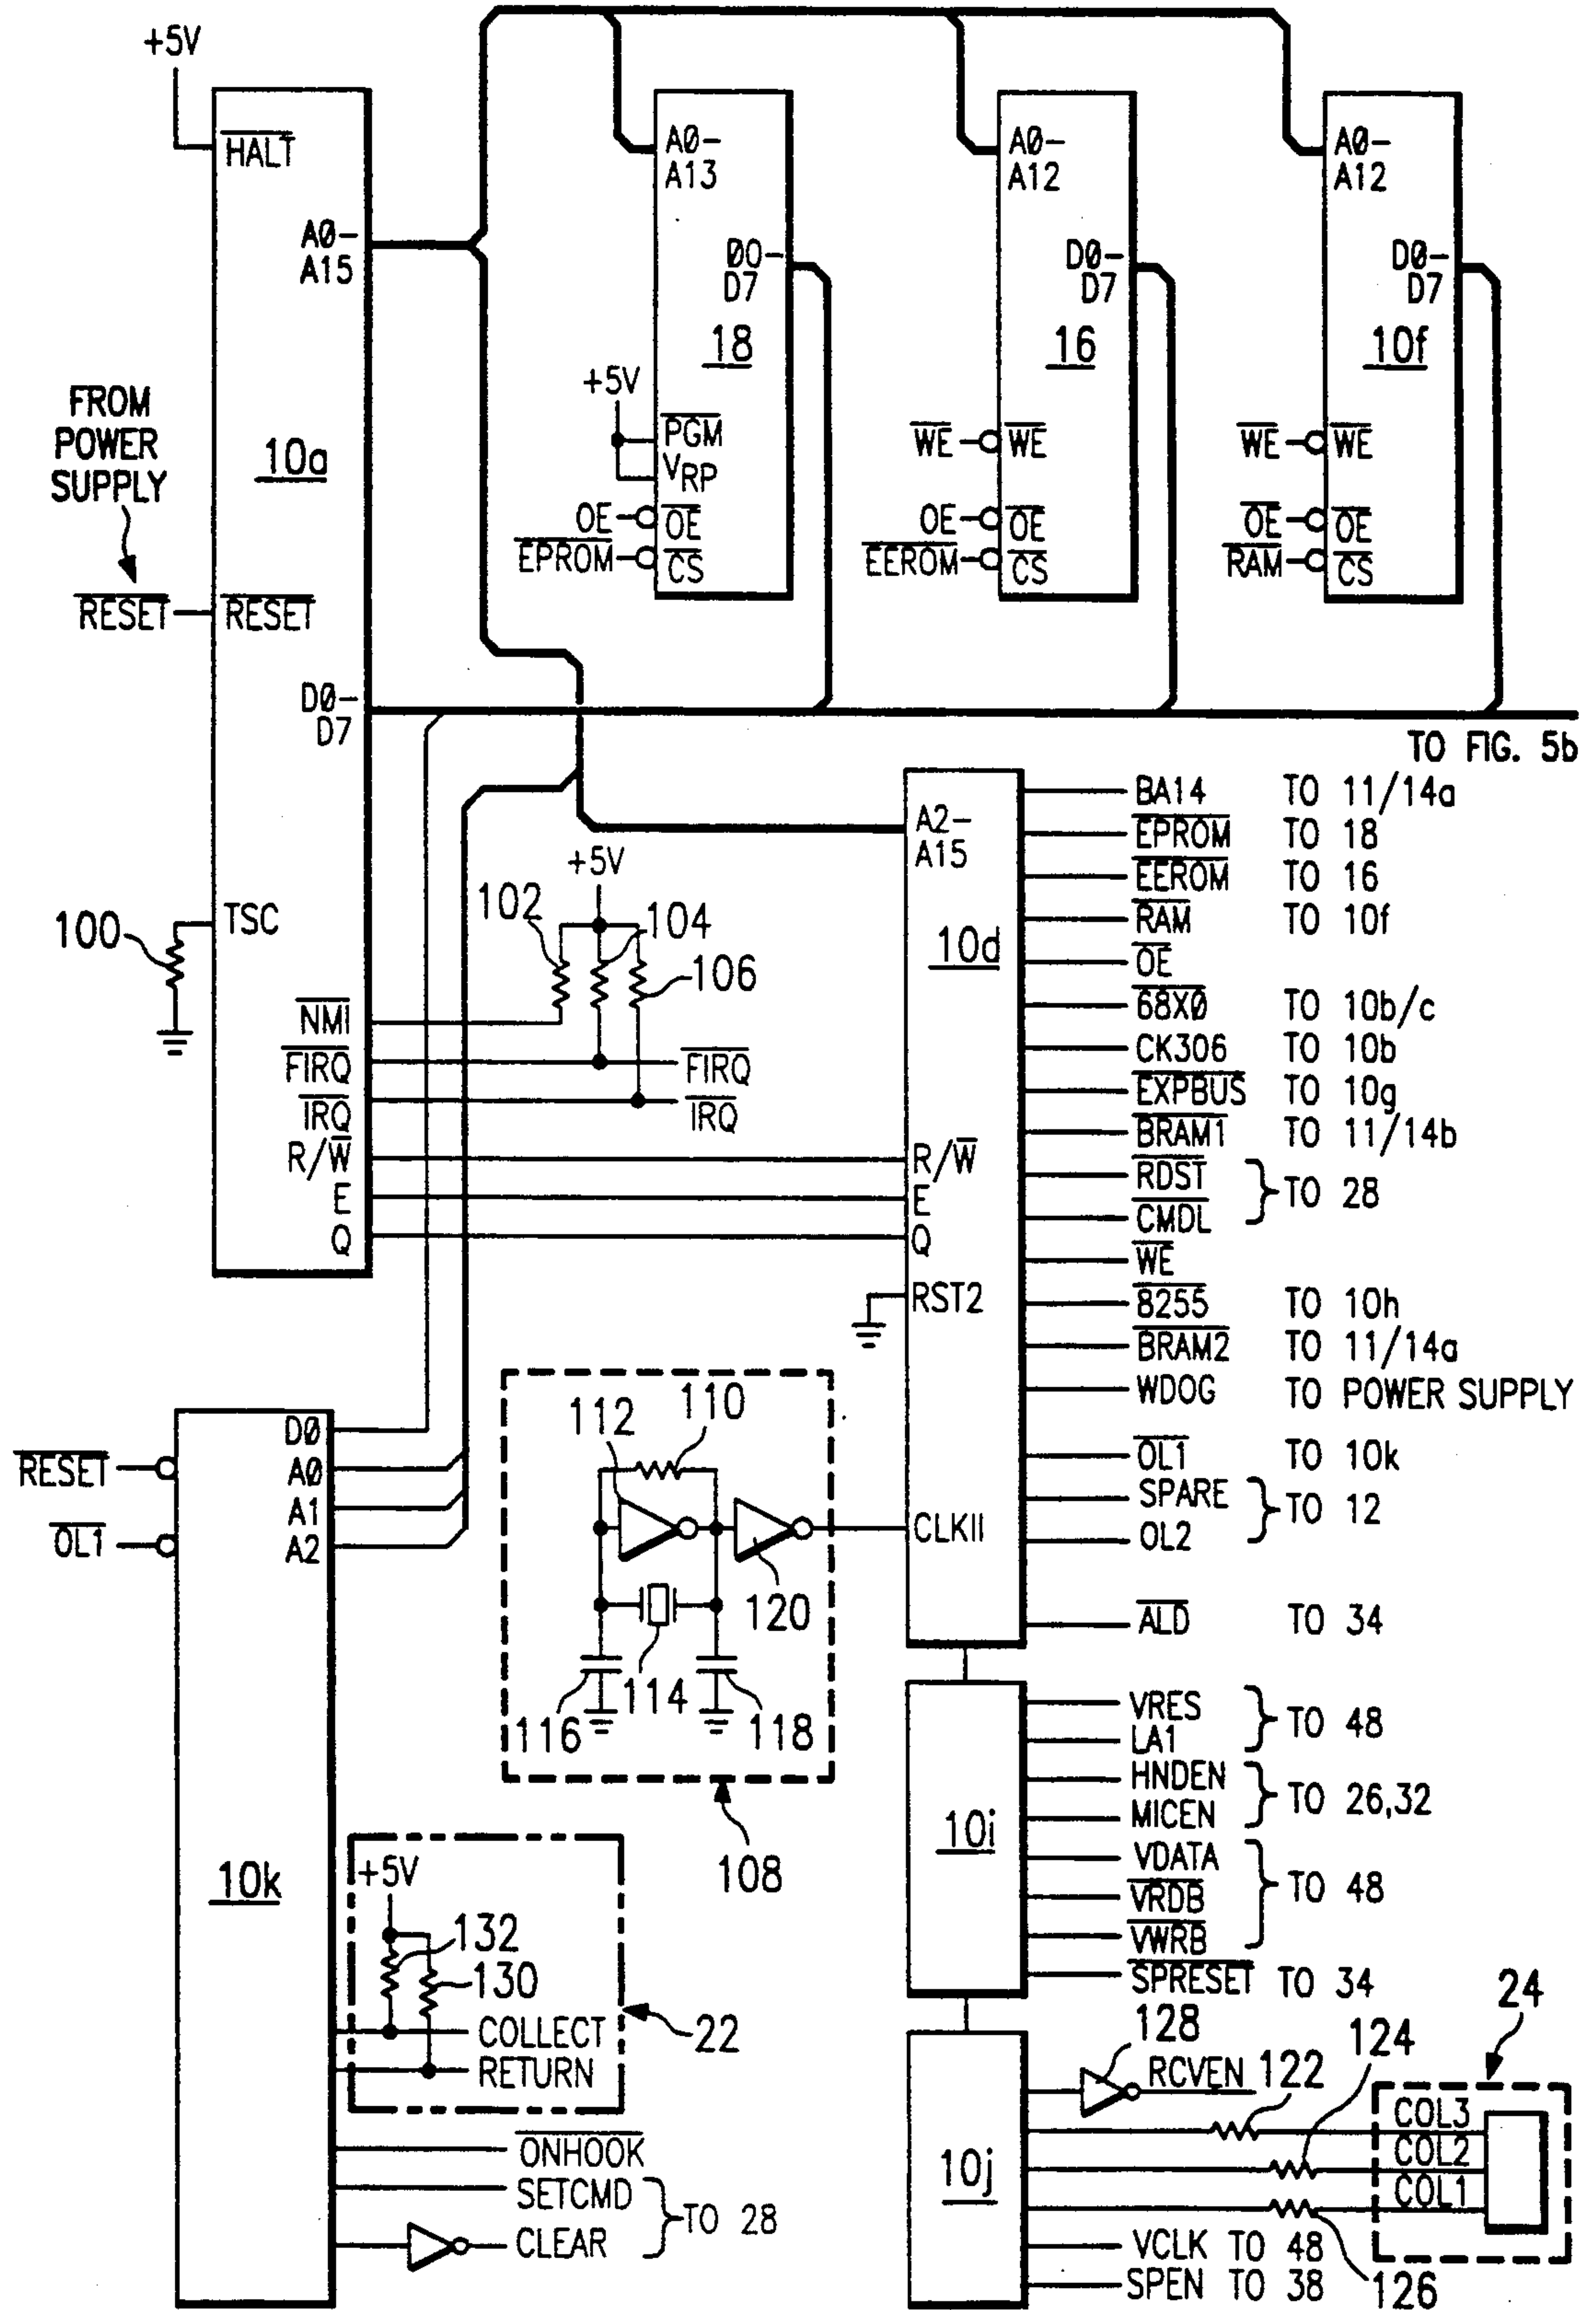 +5V
HALT
A0-
A15
10a
FROM
POWER
SUPPLY
RESET
RESET
D0-
D7
TSC
100
NMI
FIRQ
IRQ
R/W
E
Q
A0-
A13
D0-
D7
18
+5V
PGM
VRP
OE
OE
EPROM
CS
A0-
A12
D0-
D7
16
WE
WE
OE
OE
EEROM
CS
A0-
A12
D0-
D7
10f
WE
WE
OE
OE
RAM
CS
TO FIG. 5b
+5V
102
104
106
FIRQ
IRQ
A2-
A15
10d
R/W
E
Q
RST2
CLKII
BA14 TO 11/14a
EPROM TO 18
EEROM TO 16
RAM TO 10f
OE
68X0 TO 10b/c
CK306 TO 10b
EXPBUS TO 10g
BRAM1 TO 11/14b
RDST
CMDL
TO 28
WE
8255 TO 10h
BRAM2 TO 11/14a
WDOG TO POWER SUPPLY
OL1 TO 10k
SPARE
OL2
TO 12
ALD TO 34
112
110
120
114
116
118
108
RESET
OL1
D0
A0
A1
A2
10k
+5V
132
130
COLLECT
RETURN
22
ONHOOK
SETCMD
CLEAR
TO 28
10i
VRES
LA1
TO 48
HNDEN
MICEN
TO 26,32
VDATA
VRDB
VWRB
TO 48
SPRESET TO 34
10j
128
RCVEN
122
124
24
COL3
COL2
COL1
126
VCLK TO 48
SPEN TO 38